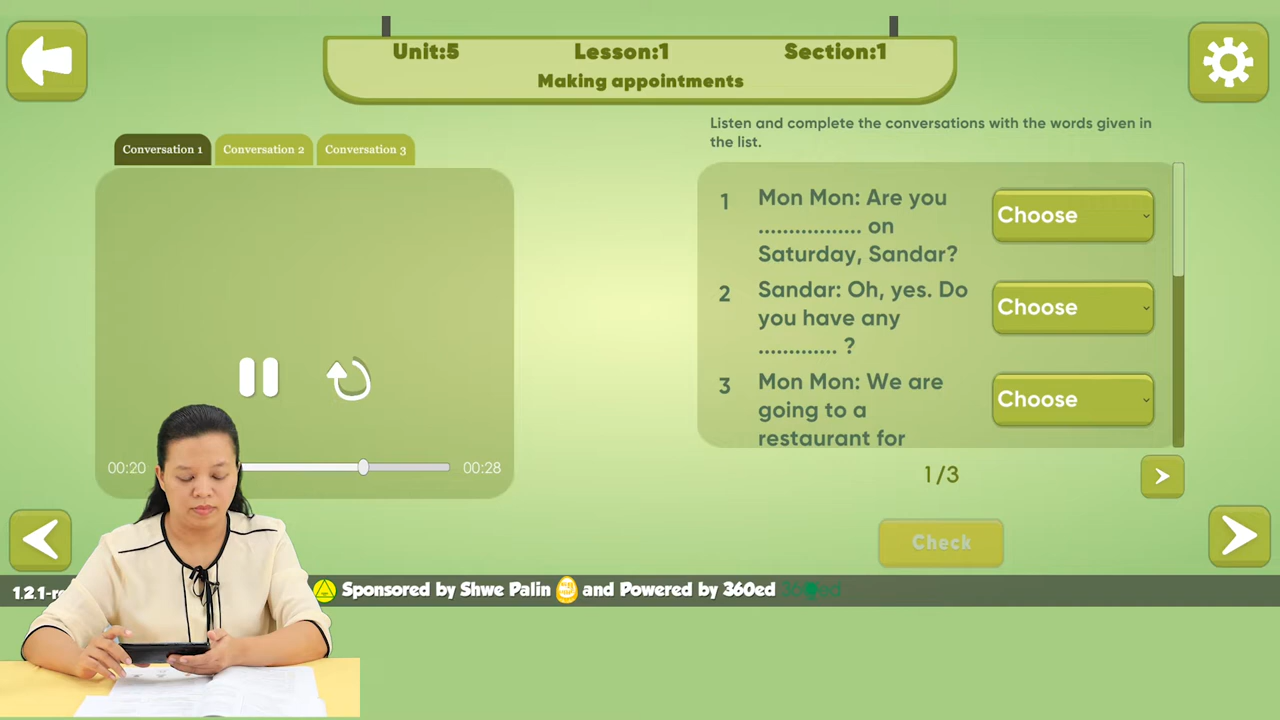 Unit:5 Lesson:1 Section:1
Making appointments
Conversation 1 Conversation 2 Conversation 3
Listen and complete the conversations with the words given in
the list.
1 Mon Mon: Are you
................. on
Saturday, Sandar?
Choose
2 Sandar: Oh, yes. Do
you have any
............. ?
Choose
3 Mon Mon: We are
going to a
restaurant for
Choose
00:20 00:28
1/3
>
Check
Sponsored by Shwe Palin and Powered by 360ed